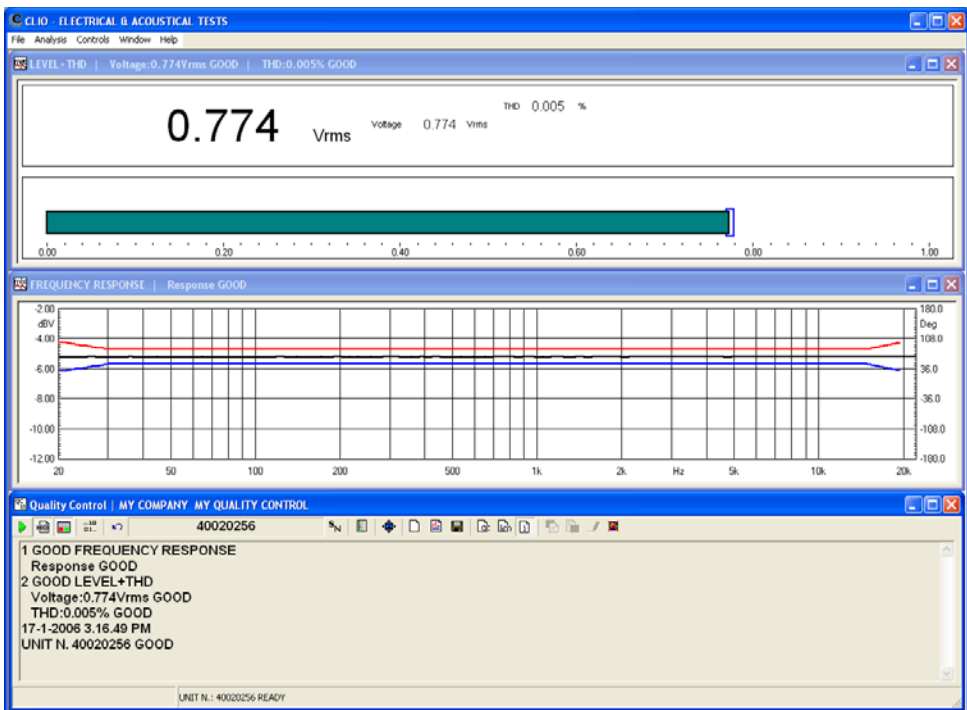 CLIO - ELECTRICAL & ACOUSTICAL TESTS
File Analysis Controls Window Help
LEVEL+THD | Voltage:0.774Vrms GOOD | THD:0.005% GOOD
0.774 Vrms
Voltage 0.774 Vrms
THD 0.005 %
0.00 0.20 0.40 0.60 0.80 1.00
FREQUENCY RESPONSE | Response GOOD
-2.00 180.0
dBV Deg
-4.00 108.0
-6.00 36.0
-8.00 -36.0
-10.00 -108.0
-12.00 -180.0
20 50 100 200 500 1k 2k Hz 5k 10k 20k
Quality Control | MY COMPANY MY QUALITY CONTROL
40020256
SN
1 GOOD FREQUENCY RESPONSE
Response GOOD
2 GOOD LEVEL+THD
Voltage:0.774Vrms GOOD
THD:0.005% GOOD
17-1-2006 3.16.49 PM
UNIT N. 40020256 GOOD
UNIT N.: 40020256 READY